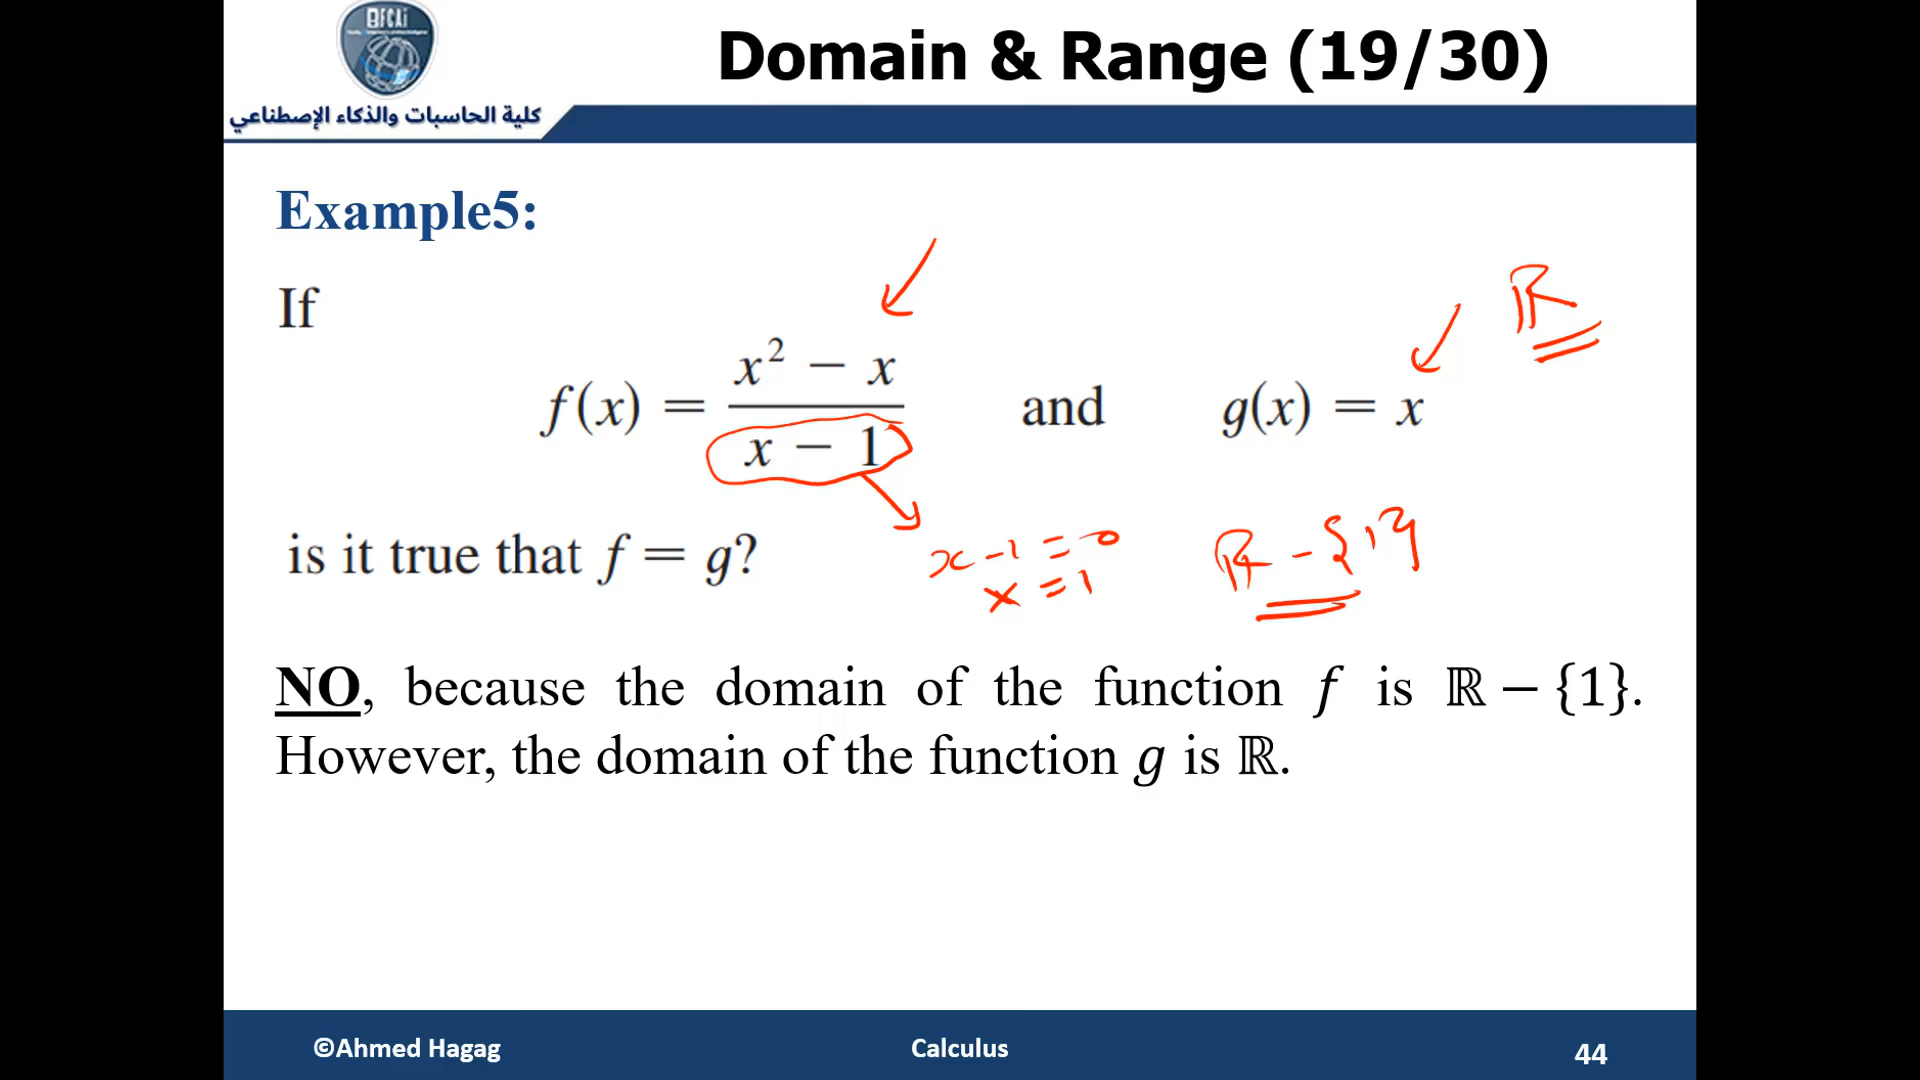 BFCAi
كلية الحاسبات والذكاء الإصطناعي
Domain & Range (19/30)
Example5:
If
f(x) = x² − x / x − 1 and g(x) = x
ℝ
is it true that f = g?
x − 1 = 0
x = 1
ℝ − {1}
NO, because the domain of the function f is ℝ − {1}.
However, the domain of the function g is ℝ.
©Ahmed Hagag
Calculus
44